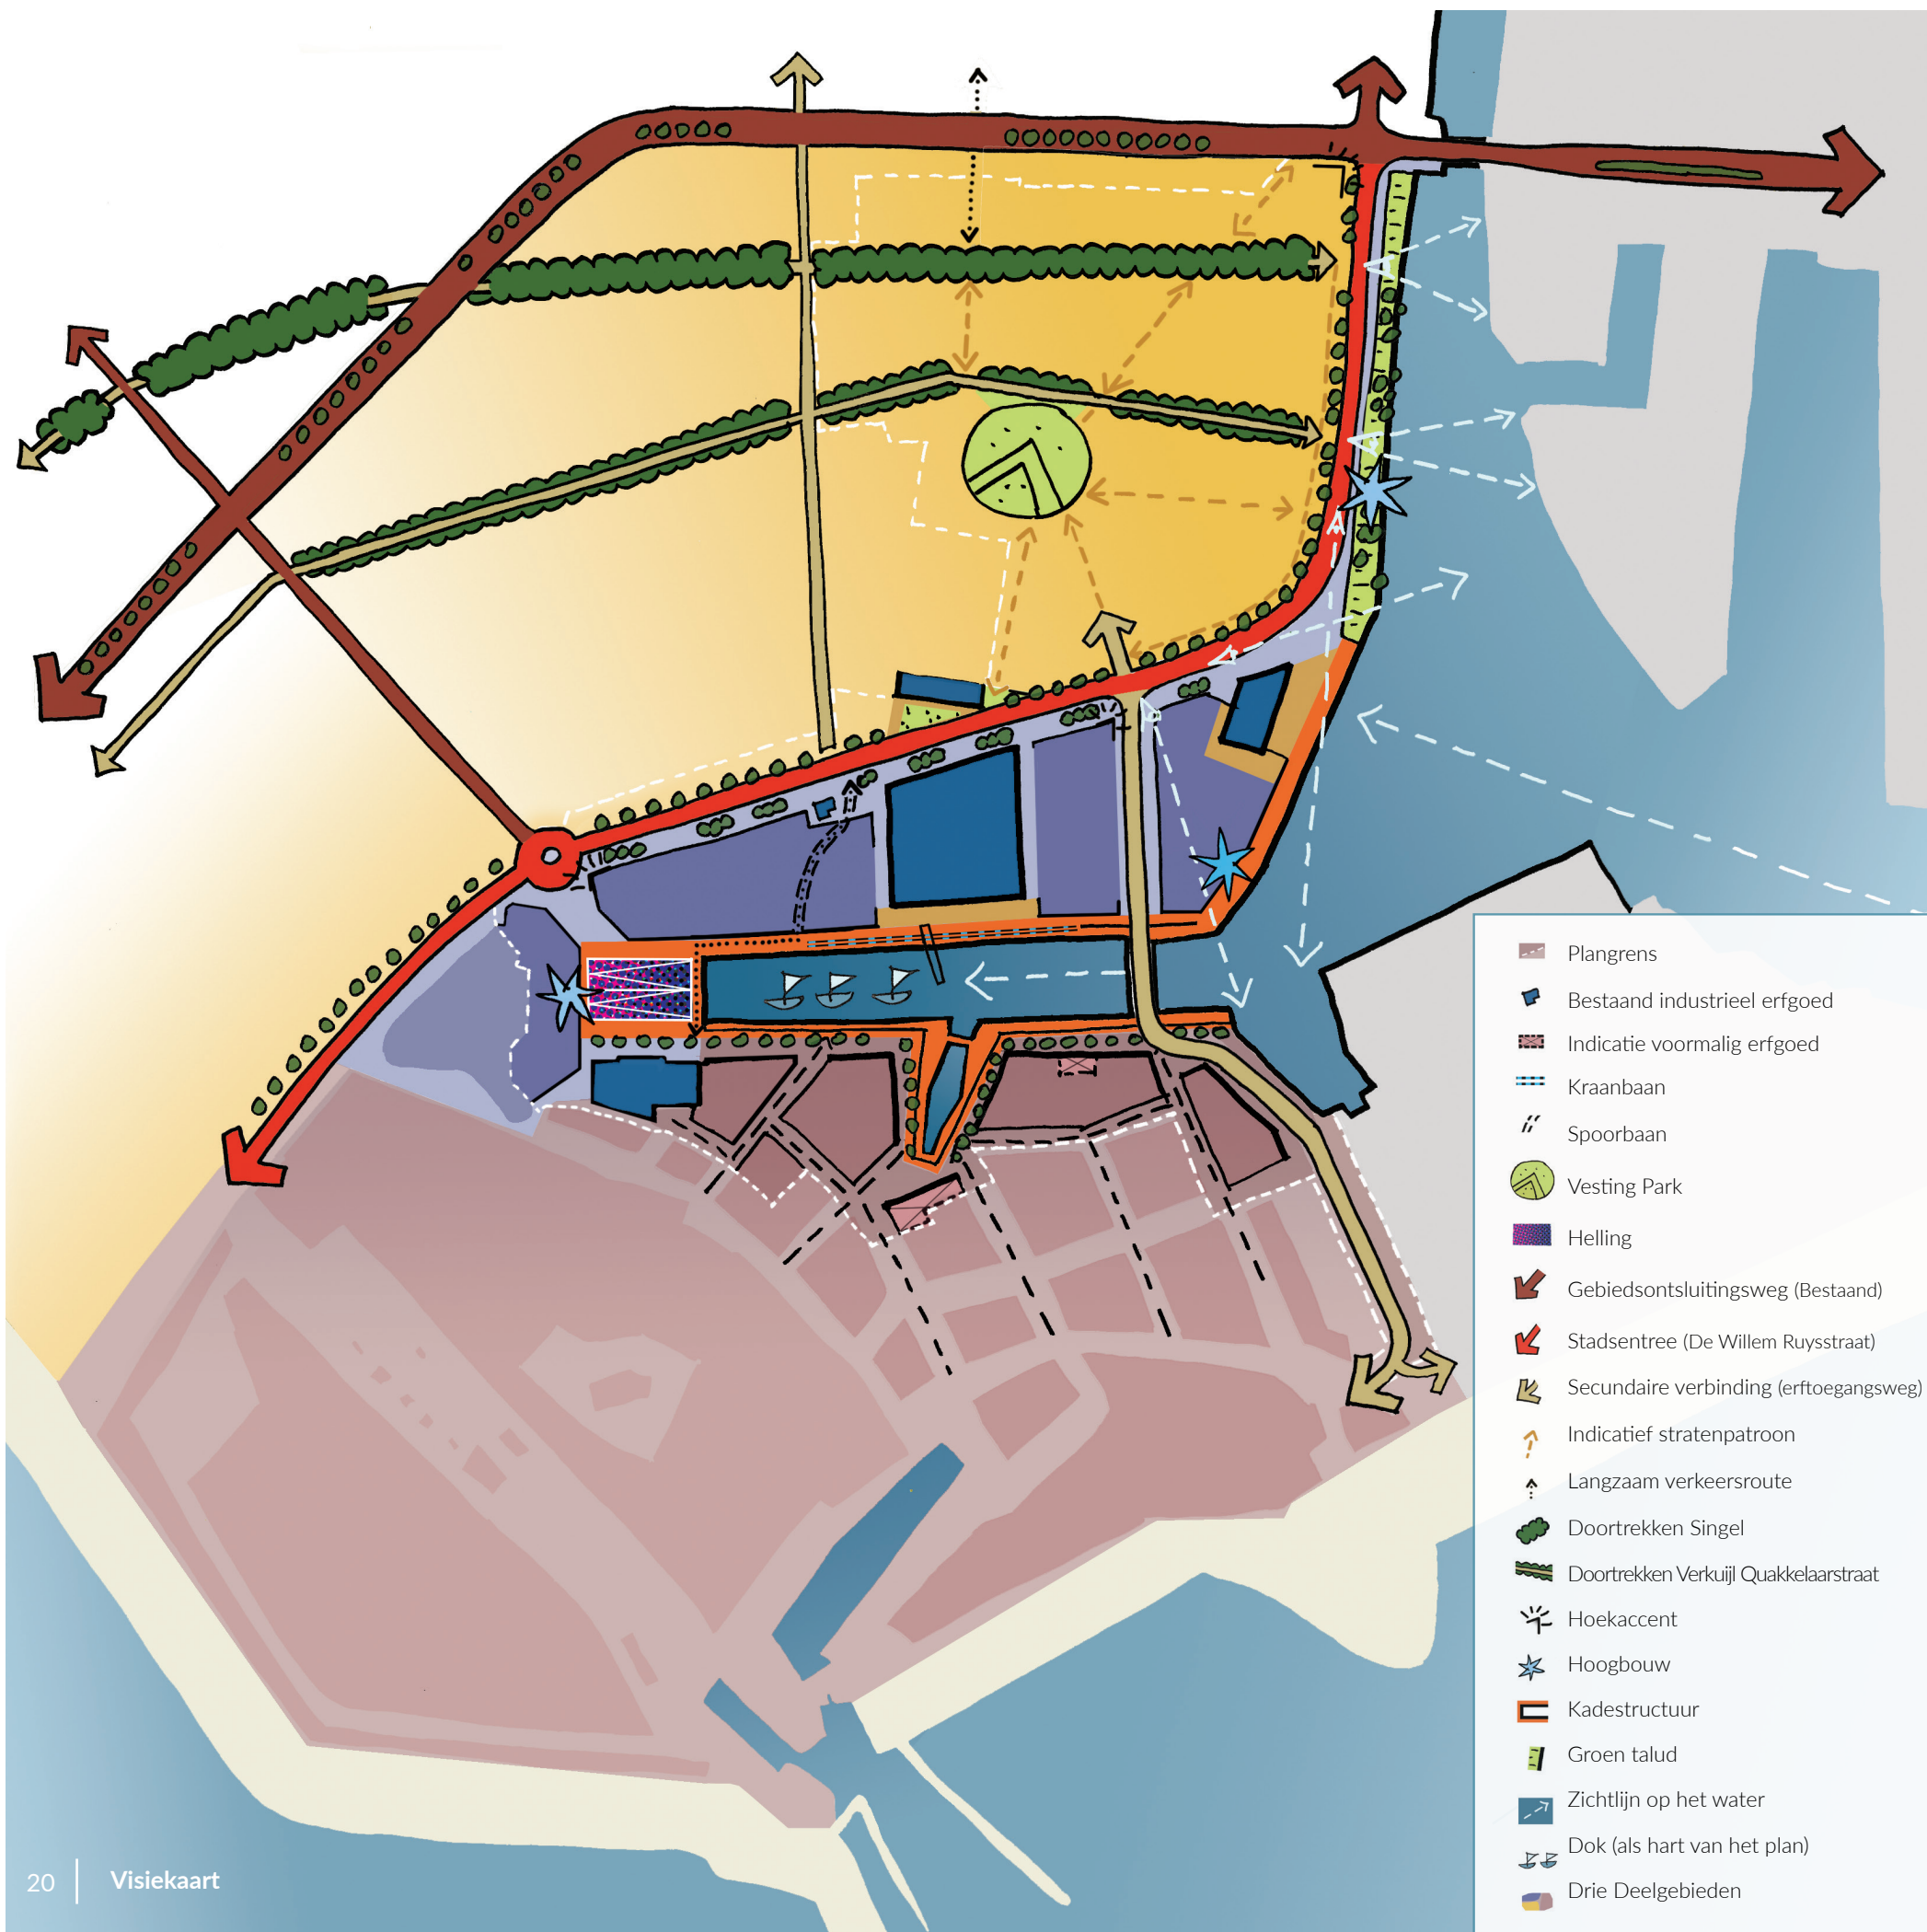 Plangrens
Bestaand industrieel erfgoed
Indicatie voormalig erfgoed
Kraanbaan
Spoorbaan
Vesting Park
Helling
Gebiedsontsluitingsweg (Bestaand)
Stadsentree (De Willem Ruysstraat)
Secundaire verbinding (erftoegangsweg)
Indicatief stratenpatroon
Langzaam verkeersroute
Doortrekken Singel
Doortrekken Verkuijl Quakkelaarstraat
Hoekaccent
Hoogbouw
Kadestructuur
Groen talud
Zichtlijn op het water
Dok (als hart van het plan)
Drie Deelgebieden
20 Visiekaart